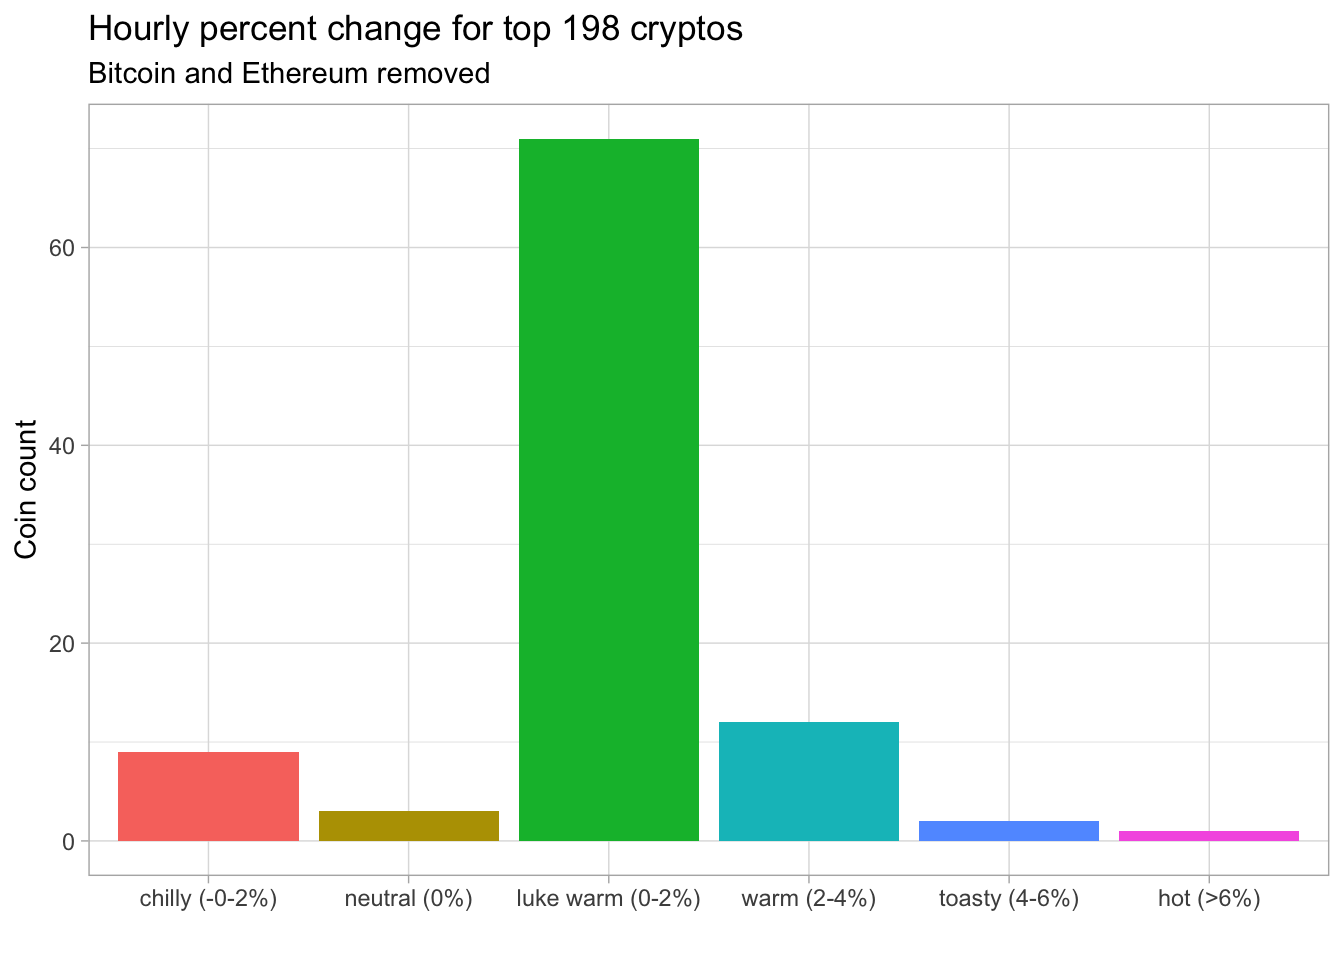 Hourly percent change for top 198 cryptos
Bitcoin and Ethereum removed
Coin count
60
40
20
0
chilly (-0-2%) neutral (0%) luke warm (0-2%) warm (2-4%) toasty (4-6%) hot (>6%)